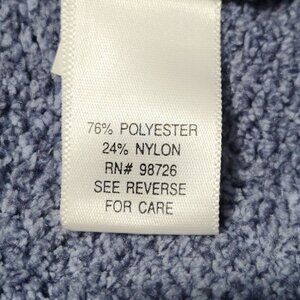 76% POLYESTER
24% NYLON
RN# 98726
SEE REVERSE
FOR CARE